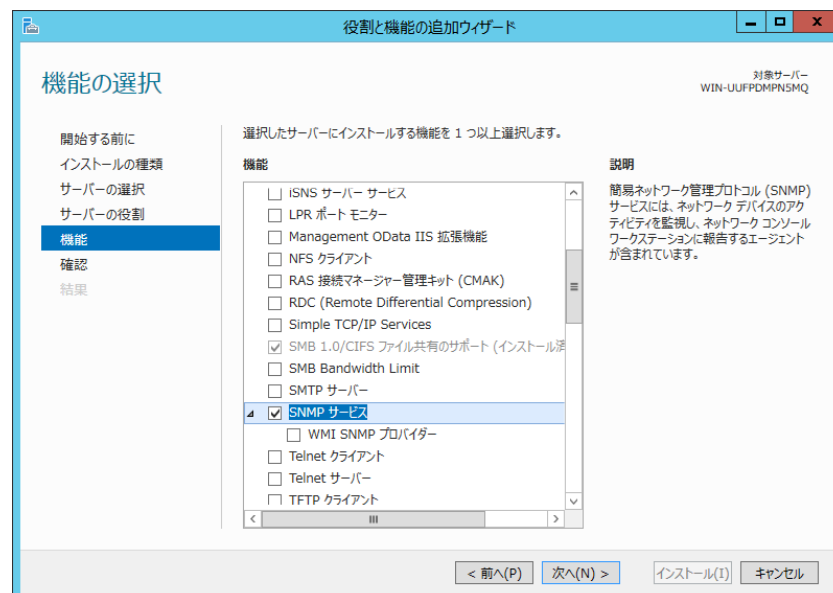 役割と機能の追加ウィザード
機能の選択
対象サーバー
WIN-UUFPDMPN5MQ
開始する前に
インストールの種類
サーバーの選択
サーバーの役割
機能
確認
結果
選択したサーバーにインストールする機能を 1 つ以上選択します。
機能
iSNS サーバー サービス
LPR ポート モニター
Management OData IIS 拡張機能
NFS クライアント
RAS 接続マネージャー管理キット (CMAK)
RDC (Remote Differential Compression)
Simple TCP/IP Services
SMB 1.0/CIFS ファイル共有のサポート (インストール済
SMB Bandwidth Limit
SMTP サーバー
SNMP サービス
WMI SNMP プロバイダー
Telnet クライアント
Telnet サーバー
TFTP クライアント
説明
簡易ネットワーク管理プロトコル (SNMP)
サービスには、ネットワーク デバイスのアク
ティビティを監視し、ネットワーク コンソール
ワークステーションに報告するエージェント
が含まれています。
< 前へ(P)
次へ(N) >
インストール(I)
キャンセル